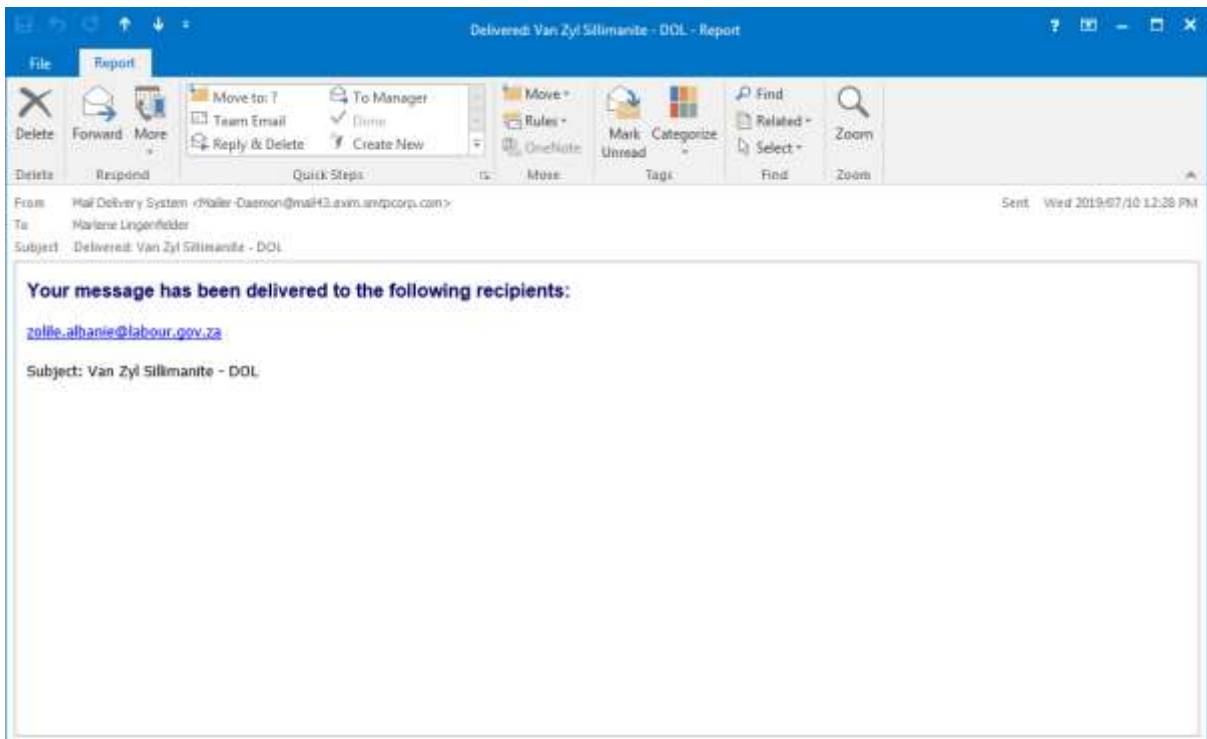 Delivered: Van Zyl Sillimanite - DOL - Report
File Report
Delete
Forward More
Move to: ? To Manager
Team Email Done
Reply & Delete Create New
Move
Rules
OneNote
Mark Unread
Categorize
Find
Related
Select
Zoom
Delete Respond Quick Steps Move Tags Find Zoom
From Mail Delivery System <Mailer-Daemon@mail43.exim.smtpcorp.com> Sent Wed 2019/07/10 12:28 PM
To Marlene Lingenfelder
Subject Delivered: Van Zyl Sillimanite - DOL
Your message has been delivered to the following recipients:
zolile.albanie@labour.gov.za
Subject: Van Zyl Sillimanite - DOL